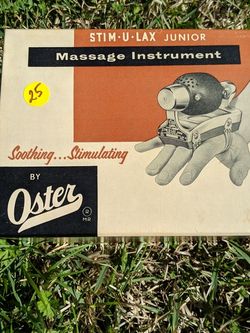 STIM·U·LAX JUNIOR
Massage Instrument
25
Soothing...Stimulating
BY
Oster